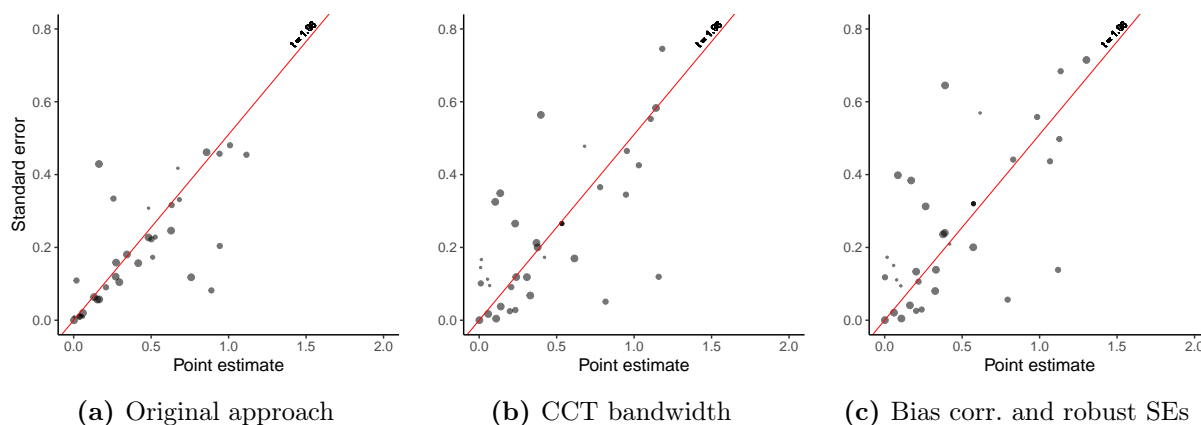 0.8
0.6
0.4
0.2
0.0
Standard error
t = 1.96
0.0 0.5 1.0 1.5 2.0
Point estimate
(a) Original approach
0.8
0.6
0.4
0.2
0.0
t = 1.96
0.0 0.5 1.0 1.5 2.0
Point estimate
(b) CCT bandwidth
0.8
0.6
0.4
0.2
0.0
t = 1.96
0.0 0.5 1.0 1.5 2.0
Point estimate
(c) Bias corr. and robust SEs